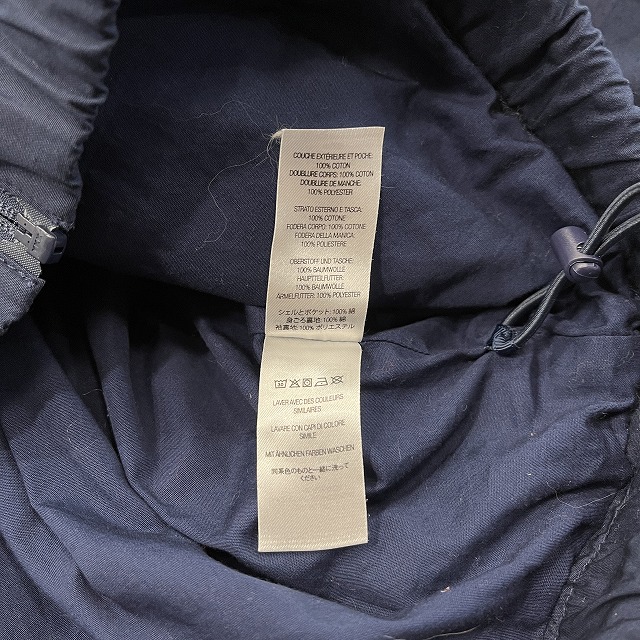 COUCHE EXTÉRIEURE ET POCHE:
100% COTON
DOUBLURE CORPS: 100% COTON
DOUBLURE DE MANCHE:
100% POLYESTER
STRATO ESTERNO E TASCA:
100% COTONE
FODERA CORPO: 100% COTONE
FODERA DELLA MANICA:
100% POLIESTERE
OBERSTOFF UND TASCHE:
100% BAUMWOLLE
HAUPTTEILFUTTER:
100% BAUMWOLLE
ÄRMELFUTTER: 100% POLYESTER
シェルとポケット: 100% 綿
身ごろ裏地: 100% 綿
袖裏地: 100% ポリエステル
LAVER AVEC DES COULEURS
SIMILAIRES
LAVARE CON CAPI DI COLORE
SIMILE
MIT ÄHNLICHEN FARBEN WASCHEN
同系色のものと一緒に洗って
ください